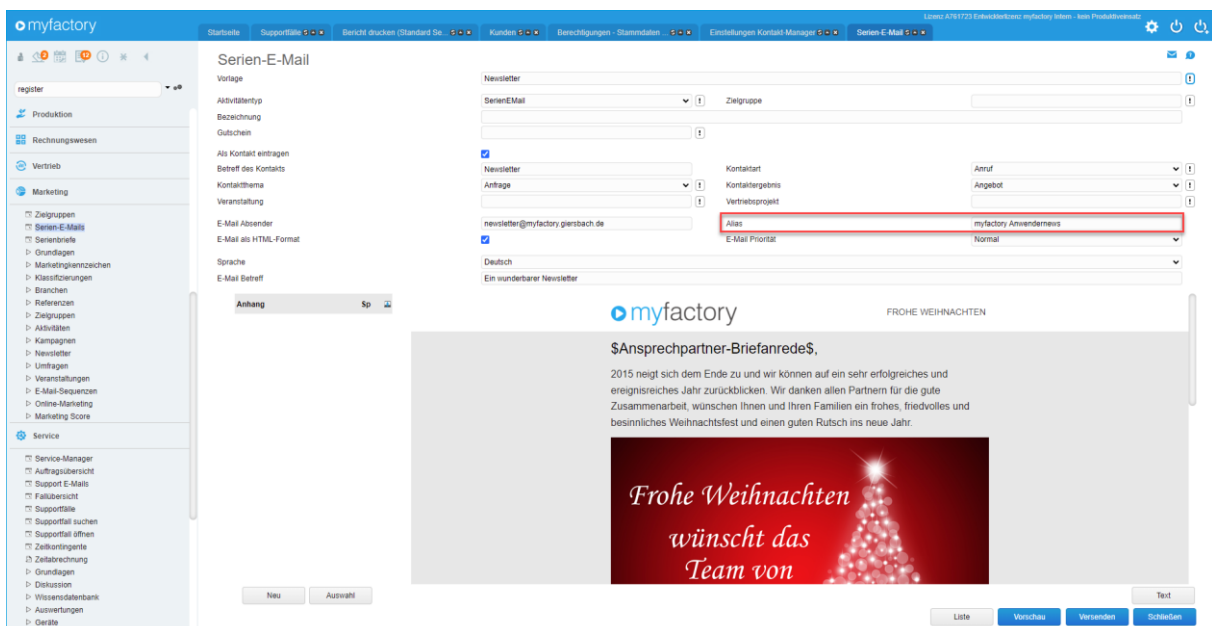 Lizenz A761723 Entwicklerlizenz myfactory Intern - kein Produktiveinsatz
myfactory
Startseite Supportfälle Bericht drucken (Standard Se... Kunden Berechtigungen - Stammdaten ... Einstellungen Kontakt-Manager Serien-E-Mail
register
Produktion
Rechnungswesen
Vertrieb
Marketing
Zielgruppen
Serien-E-Mails
Serienbriefe
Grundlagen
Marketingkennzeichen
Klassifizierungen
Branchen
Referenzen
Zielgruppen
Aktivitäten
Kampagnen
Newsletter
Umfragen
Veranstaltungen
E-Mail-Sequenzen
Online-Marketing
Marketing Score
Service
Service-Manager
Auftragsübersicht
Support E-Mails
Fallübersicht
Supportfälle
Supportfall suchen
Supportfall öffnen
Zeitkontingente
Zeitabrechnung
Grundlagen
Diskussion
Wissensdatenbank
Auswertungen
Geräte
Serien-E-Mail
Vorlage Newsletter
Aktivitätentyp SerienEMail Zielgruppe
Bezeichnung
Gutschein
Als Kontakt eintragen
Betreff des Kontakts Newsletter Kontaktart Anruf
Kontaktthema Anfrage Kontaktergebnis Angebot
Veranstaltung Vertriebsprojekt
E-Mail Absender newsletter@myfactory.giersbach.de Alias myfactory Anwendernews
E-Mail als HTML-Format E-Mail Priorität Normal
Sprache Deutsch
E-Mail Betreff Ein wunderbarer Newsletter
Anhang Sp
myfactory FROHE WEIHNACHTEN
$Ansprechpartner-Briefanrede$,
2015 neigt sich dem Ende zu und wir können auf ein sehr erfolgreiches und
ereignisreiches Jahr zurückblicken. Wir danken allen Partnern für die gute
Zusammenarbeit, wünschen Ihnen und Ihren Familien ein frohes, friedvolles und
besinnliches Weihnachtsfest und einen guten Rutsch ins neue Jahr.
Frohe Weihnachten
wünscht das
Team von
Neu Auswahl Text
Liste Vorschau Versenden Schließen